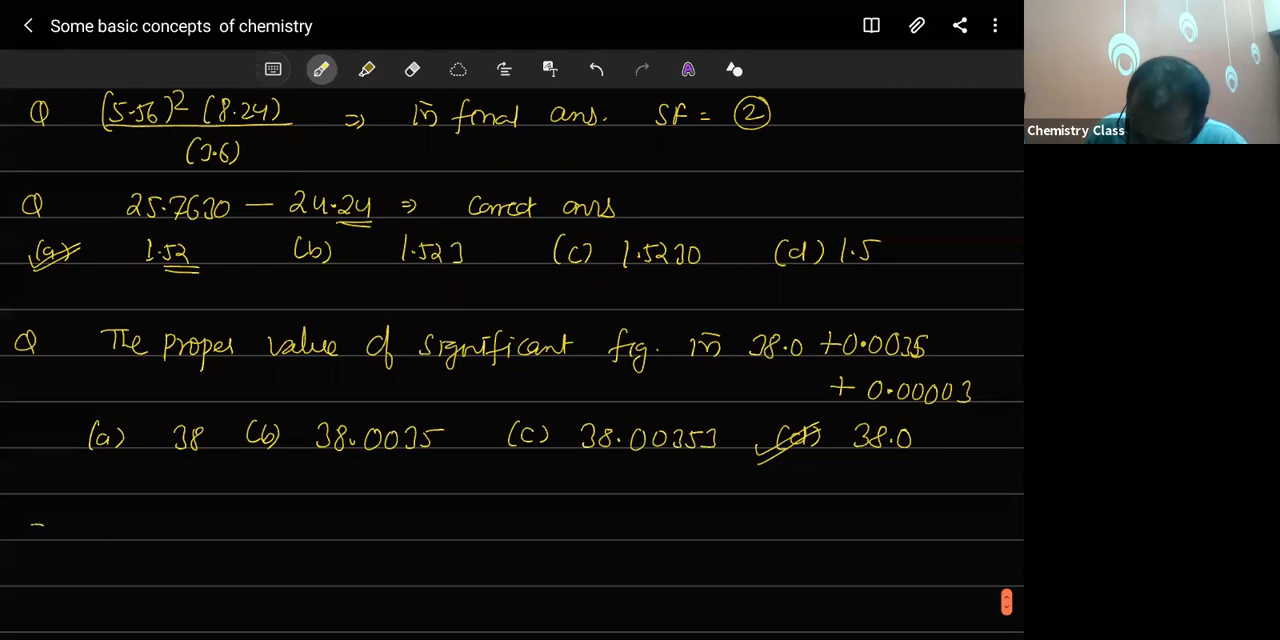 Some basic concepts of chemistry
Chemistry Class
Q (5.56)² (8.24) / (3.6) ⇒ in final ans. SF = ②
Q 25.7630 — 24.24 ⇒ Correct ans
(a) 1.52 (b) 1.523 (c) 1.5230 (d) 1.5
Q The proper value of significant fig. in 38.0 + 0.0035
+ 0.00003
(a) 38 (b) 38.0035 (c) 38.00353 (d) 38.0